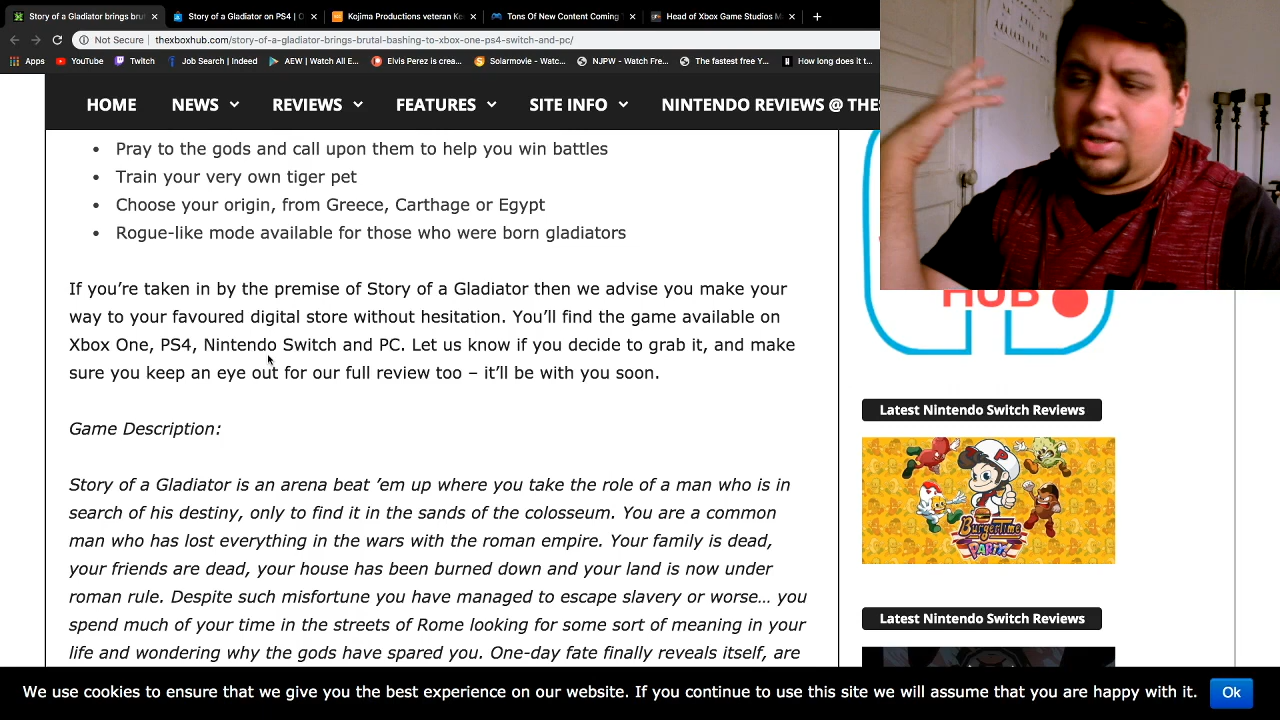 Story of a Gladiator brings brut
Story of a Gladiator on PS4 | O
Kojima Productions veteran Ke
Tons Of New Content Coming
Head of Xbox Game Studios M
Not Secure | thexboxhub.com/story-of-a-gladiator-brings-brutal-bashing-to-xbox-one-ps4-switch-and-pc/
Apps
YouTube
Twitch
Job Search | Indeed
AEW | Watch All E...
Elvis Perez is crea...
Solarmovie - Watc...
NJPW - Watch Fre...
The fastest free Y...
How long does it t
HOME NEWS REVIEWS FEATURES SITE INFO NINTENDO REVIEWS @ THES
• Pray to the gods and call upon them to help you win battles
• Train your very own tiger pet
• Choose your origin, from Greece, Carthage or Egypt
• Rogue-like mode available for those who were born gladiators
If you’re taken in by the premise of Story of a Gladiator then we advise you make your
way to your favoured digital store without hesitation. You’ll find the game available on
Xbox One, PS4, Nintendo Switch and PC. Let us know if you decide to grab it, and make
sure you keep an eye out for our full review too – it’ll be with you soon.
Game Description:
Story of a Gladiator is an arena beat ’em up where you take the role of a man who is in
search of his destiny, only to find it in the sands of the colosseum. You are a common
man who has lost everything in the wars with the roman empire. Your family is dead,
your friends are dead, your house has been burned down and your land is now under
roman rule. Despite such misfortune you have managed to escape slavery or worse… you
spend much of your time in the streets of Rome looking for some sort of meaning in your
life and wondering why the gods have spared you. One-day fate finally reveals itself, are
HUB
Latest Nintendo Switch Reviews
BURGERTIME
PARTY!
Latest Nintendo Switch Reviews
We use cookies to ensure that we give you the best experience on our website. If you continue to use this site we will assume that you are happy with it.
Ok